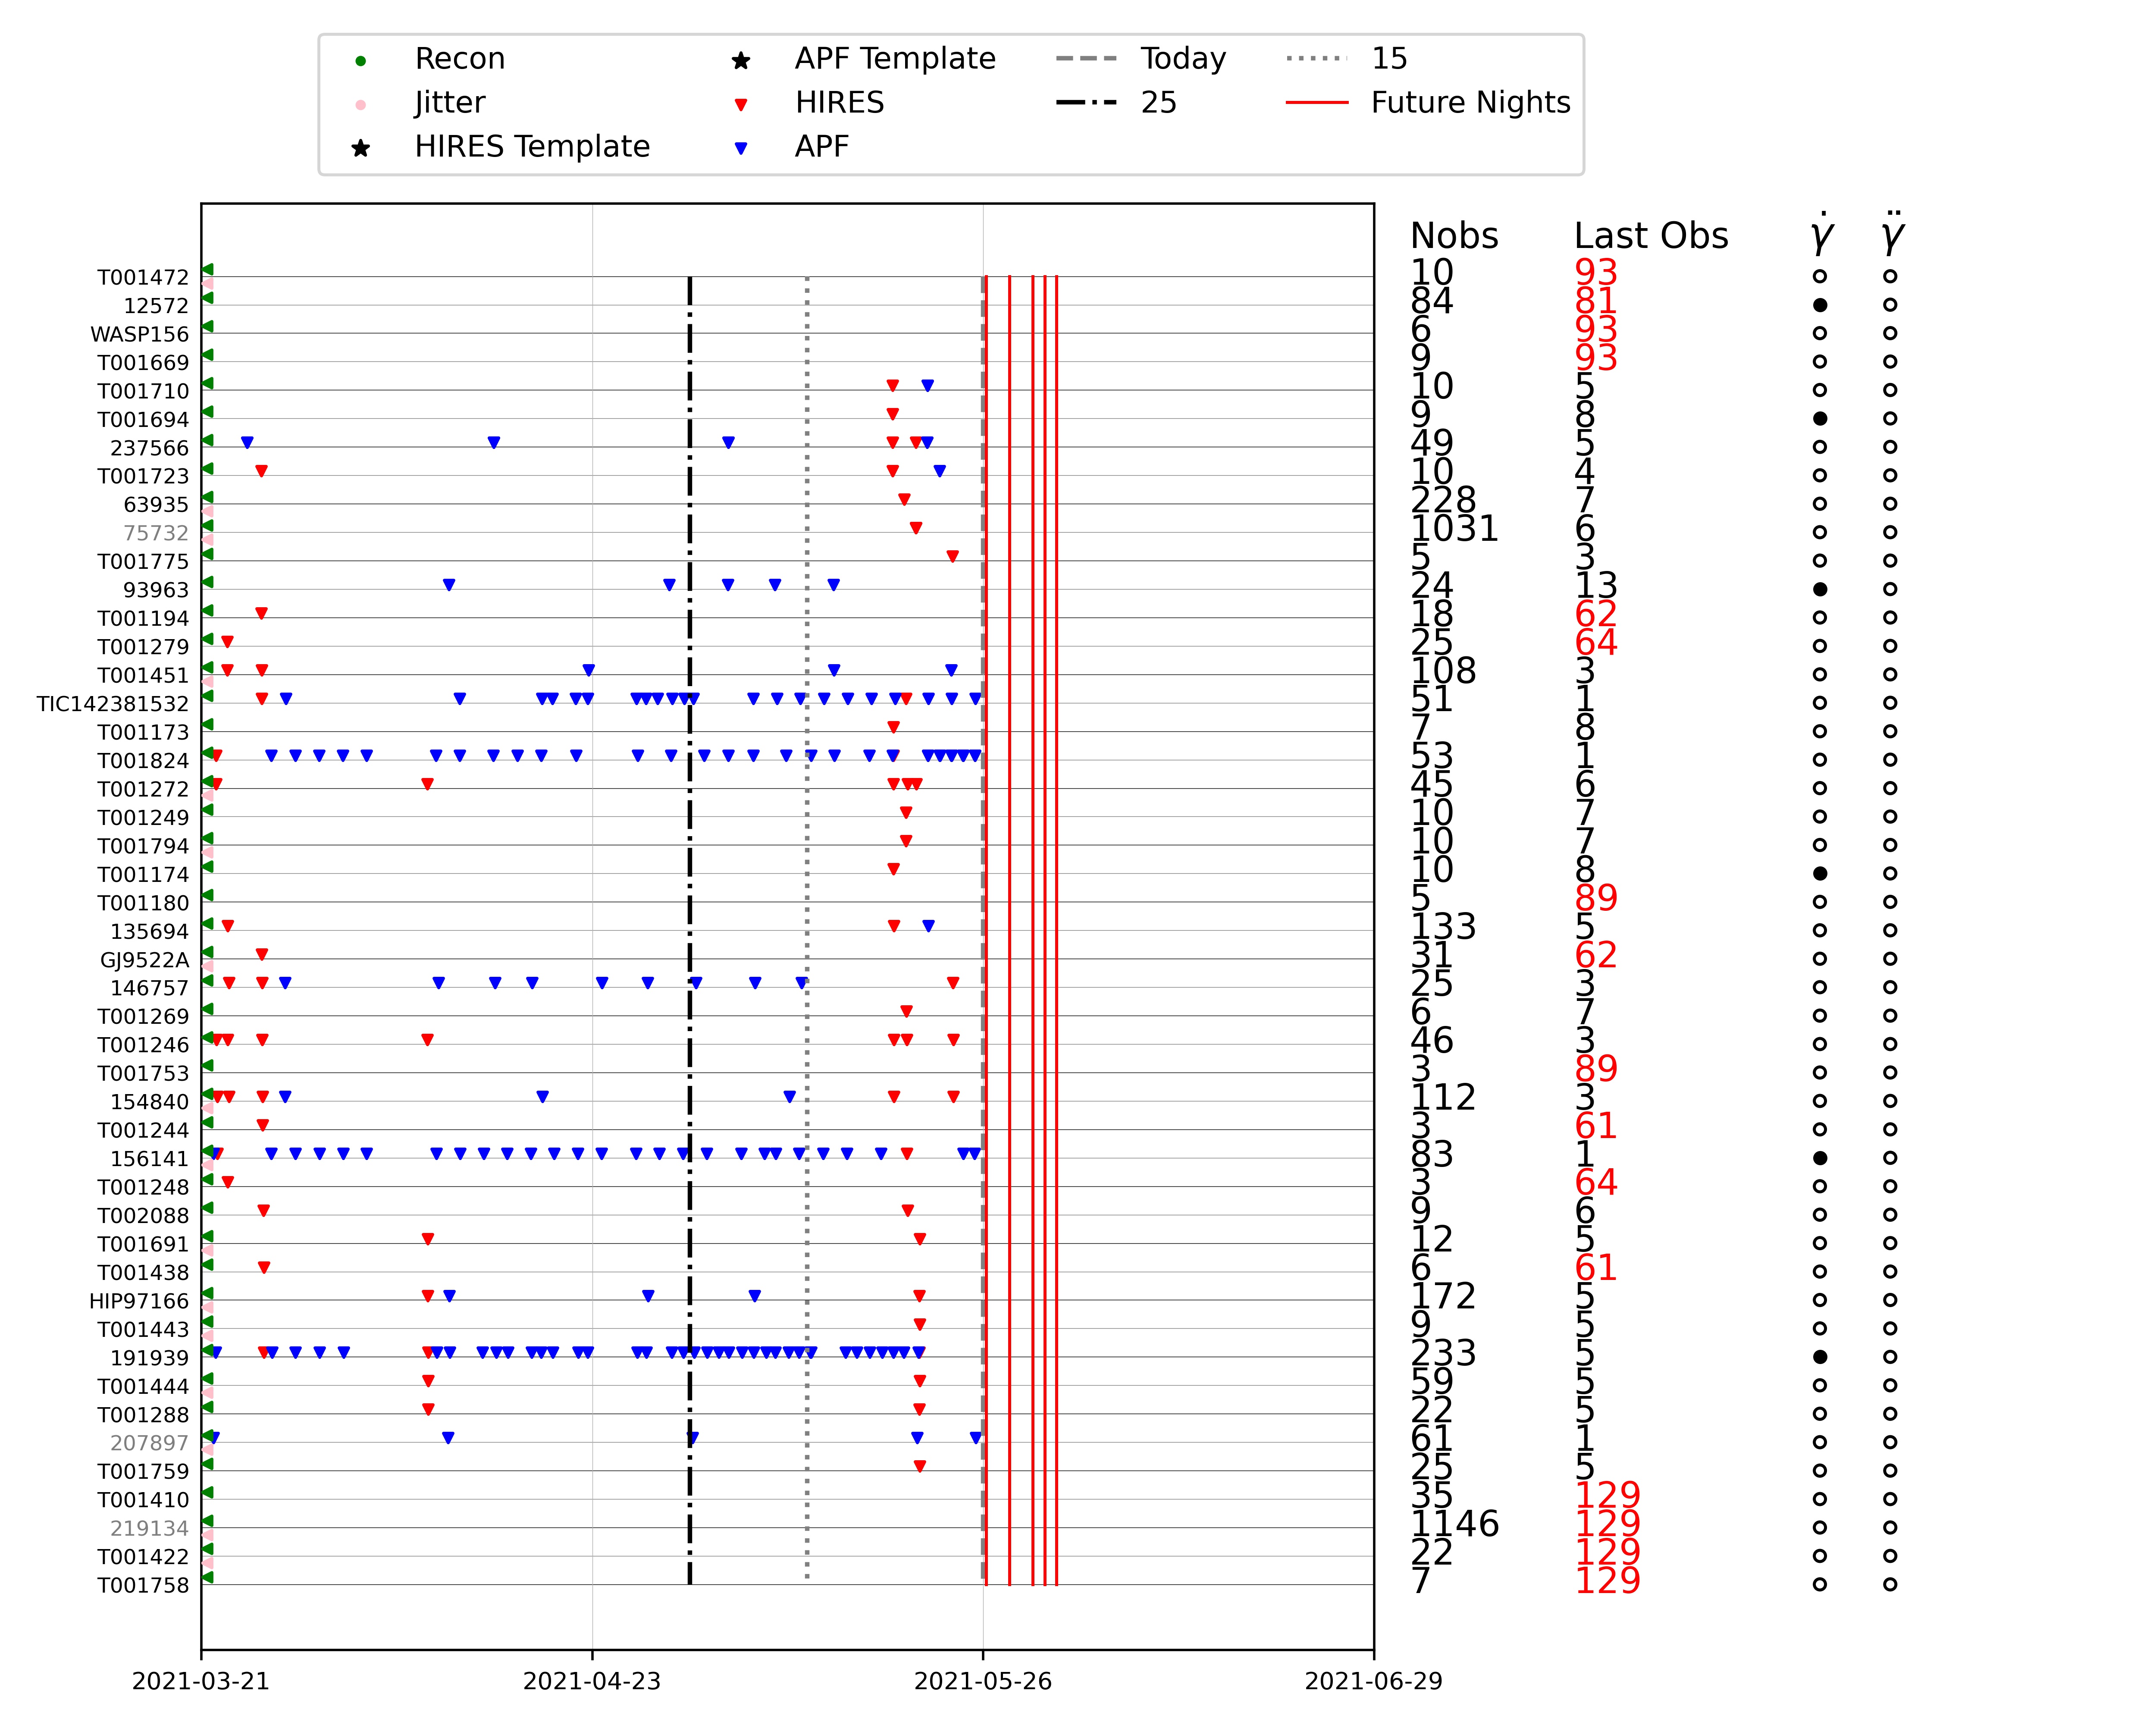 Recon APF Template Today 15
Jitter HIRES 25 Future Nights
HIRES Template APF
Nobs Last Obs γ̇ γ̈
T001472 10 93
12572 84 81
WASP156 6 93
T001669 9 93
T001710 10 5
T001694 9 8
237566 49 5
T001723 10 4
63935 228 7
75732 1031 6
T001775 5 3
93963 24 13
T001194 18 62
T001279 25 64
T001451 108 3
TIC142381532 51 1
T001173 7 8
T001824 53 1
T001272 45 6
T001249 10 7
T001794 10 7
T001174 10 8
T001180 5 89
135694 133 5
GJ9522A 31 62
146757 25 3
T001269 6 7
T001246 46 3
T001753 3 89
154840 112 3
T001244 3 61
156141 83 1
T001248 3 64
T002088 9 6
T001691 12 5
T001438 6 61
HIP97166 172 5
T001443 9 5
191939 233 5
T001444 59 5
T001288 22 5
207897 61 1
T001759 25 5
T001410 35 129
219134 1146 129
T001422 22 129
T001758 7 129
2021-03-21 2021-04-23 2021-05-26 2021-06-29